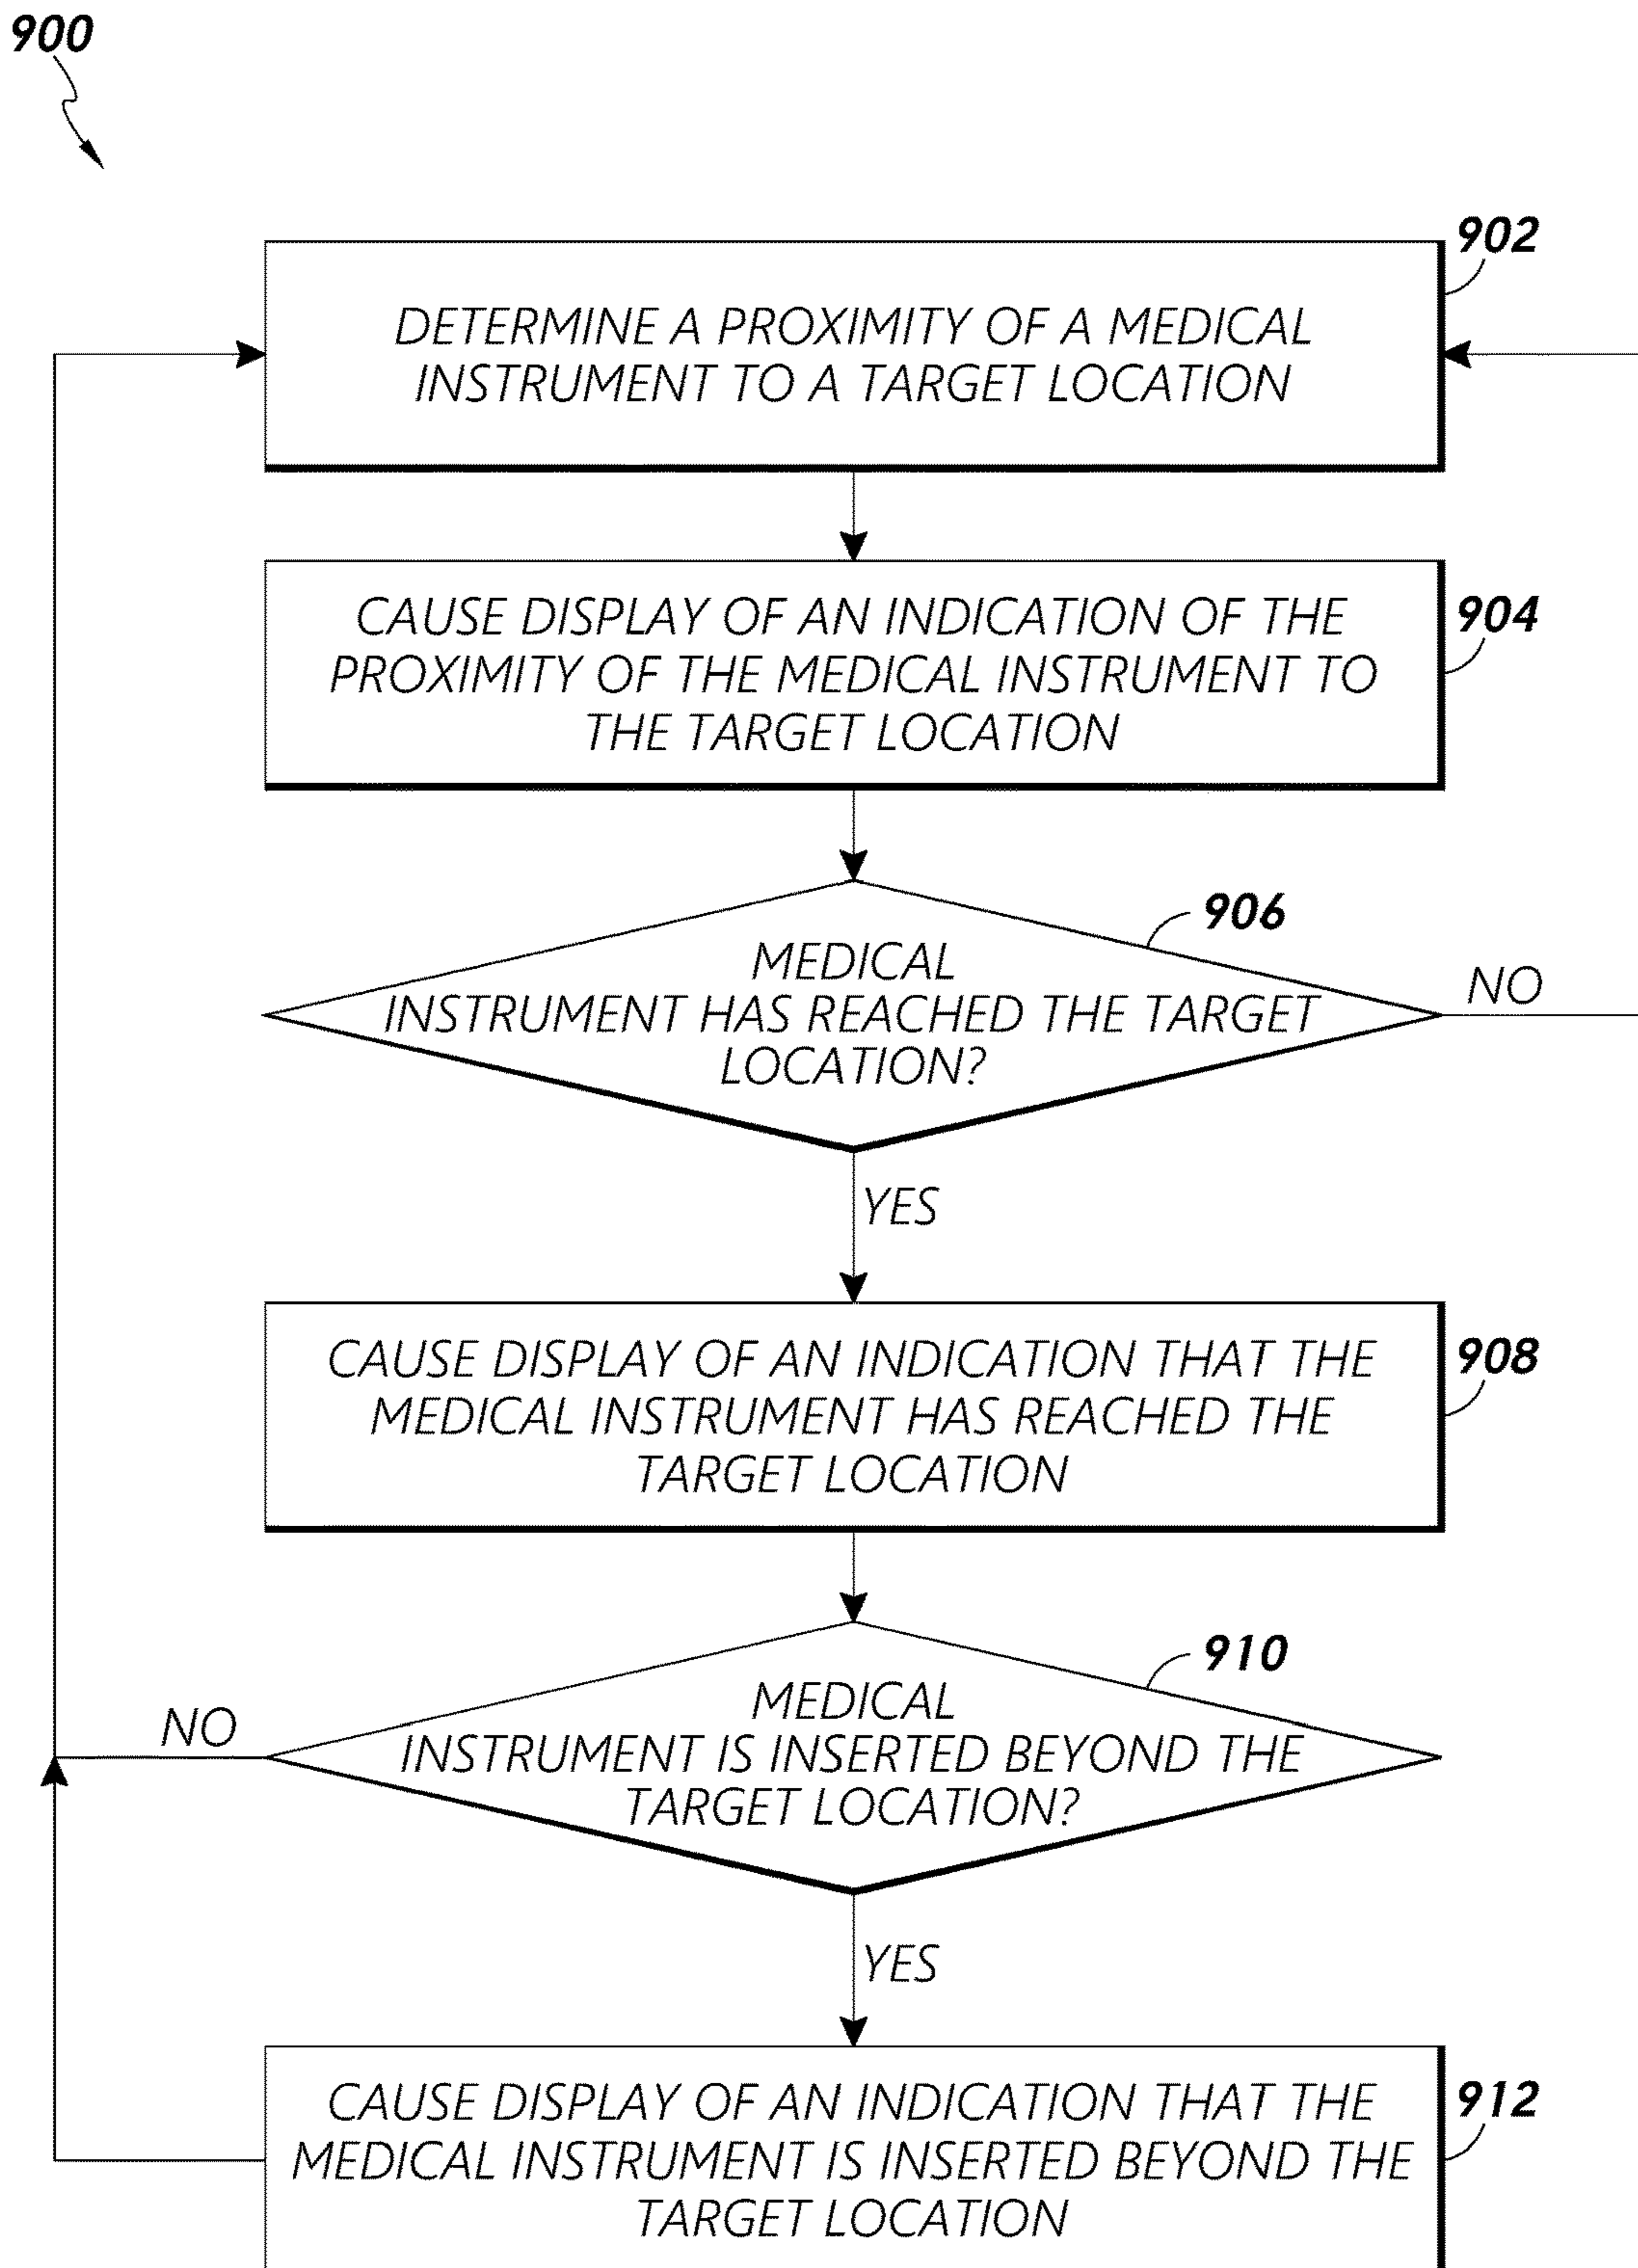 900
902
DETERMINE A PROXIMITY OF A MEDICAL
INSTRUMENT TO A TARGET LOCATION
904
CAUSE DISPLAY OF AN INDICATION OF THE
PROXIMITY OF THE MEDICAL INSTRUMENT TO
THE TARGET LOCATION
906
MEDICAL
INSTRUMENT HAS REACHED THE TARGET
LOCATION?
NO
YES
908
CAUSE DISPLAY OF AN INDICATION THAT THE
MEDICAL INSTRUMENT HAS REACHED THE
TARGET LOCATION
910
MEDICAL
INSTRUMENT IS INSERTED BEYOND THE
TARGET LOCATION?
NO
YES
912
CAUSE DISPLAY OF AN INDICATION THAT THE
MEDICAL INSTRUMENT IS INSERTED BEYOND THE
TARGET LOCATION